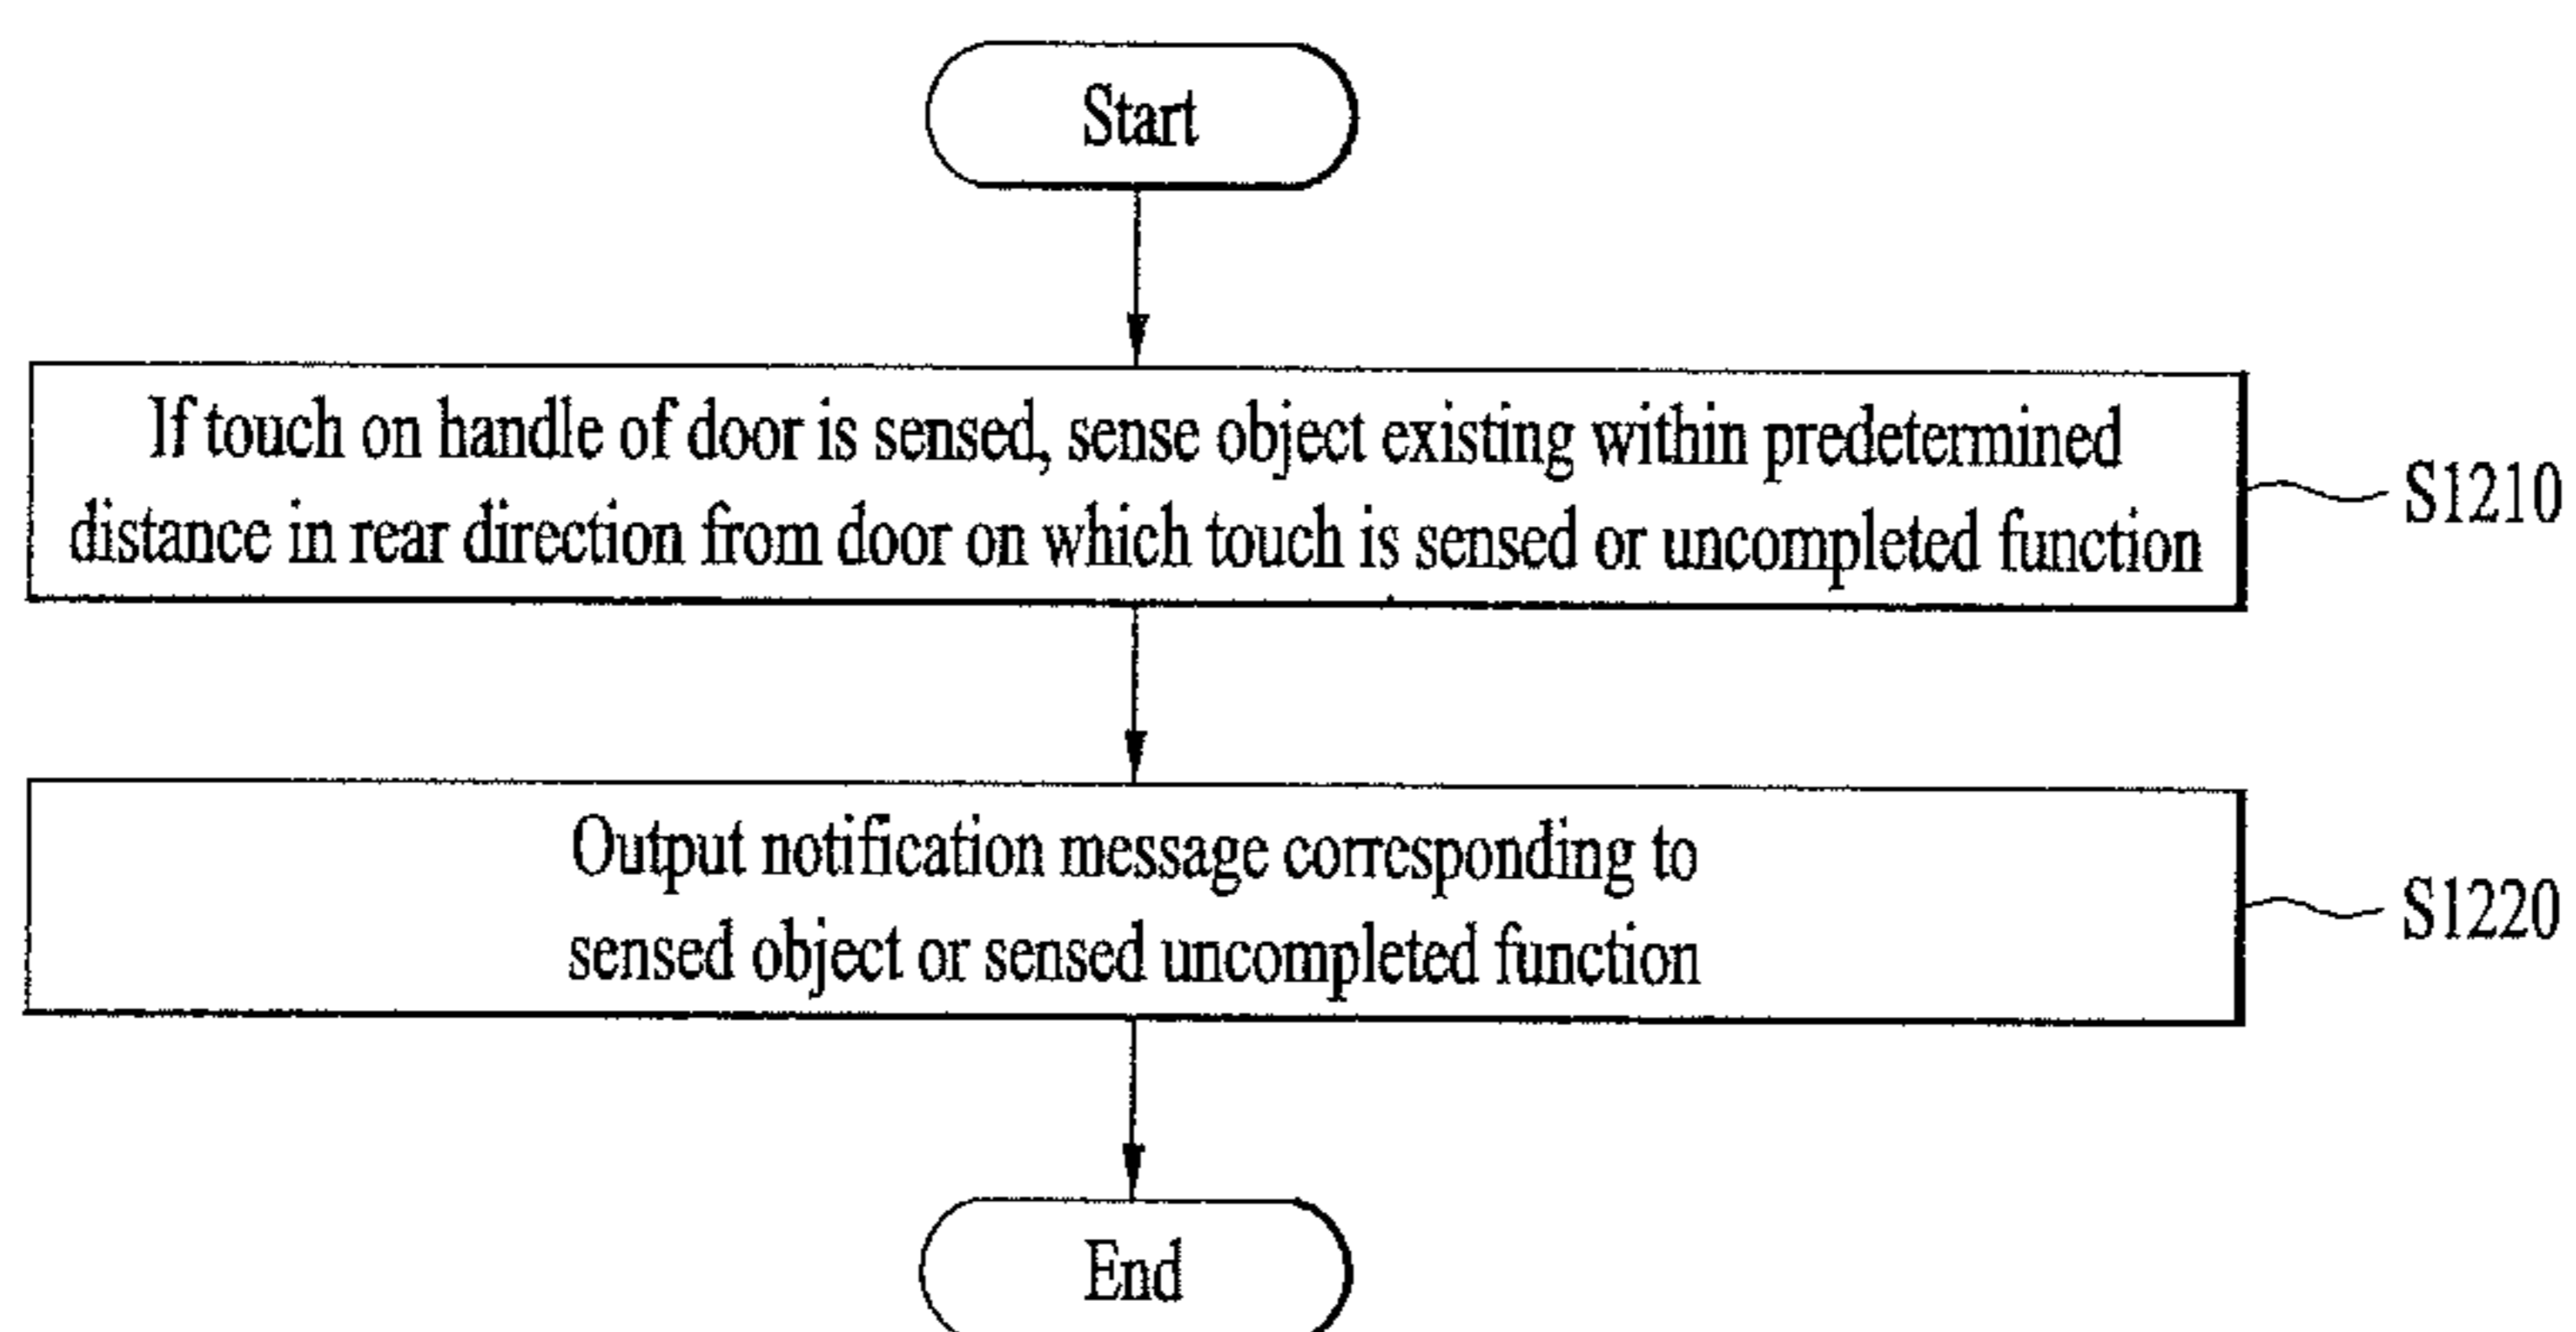 Start
If touch on handle of door is sensed, sense object existing within predetermined
distance in rear direction from door on which touch is sensed or uncompleted function
S1210
Output notification message corresponding to
sensed object or sensed uncompleted function
S1220
End